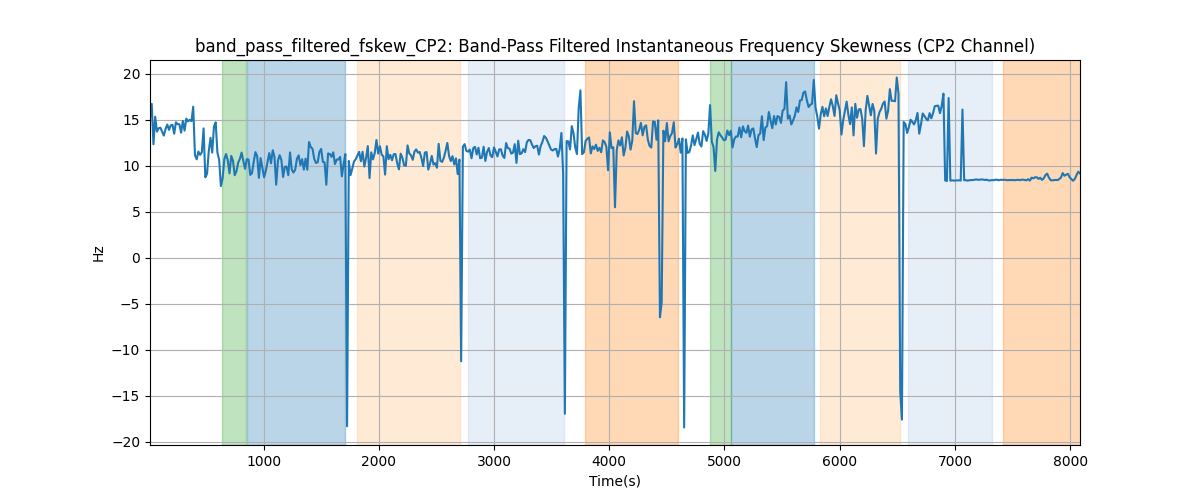 band_pass_filtered_fskew_CP2: Band-Pass Filtered Instantaneous Frequency Skewness (CP2 Channel)
20
15
10
5
0
−5
−10
−15
−20
Hz
1000 2000 3000 4000 5000 6000 7000 8000
Time(s)